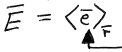 E̅ = ⟨e̅⟩_F